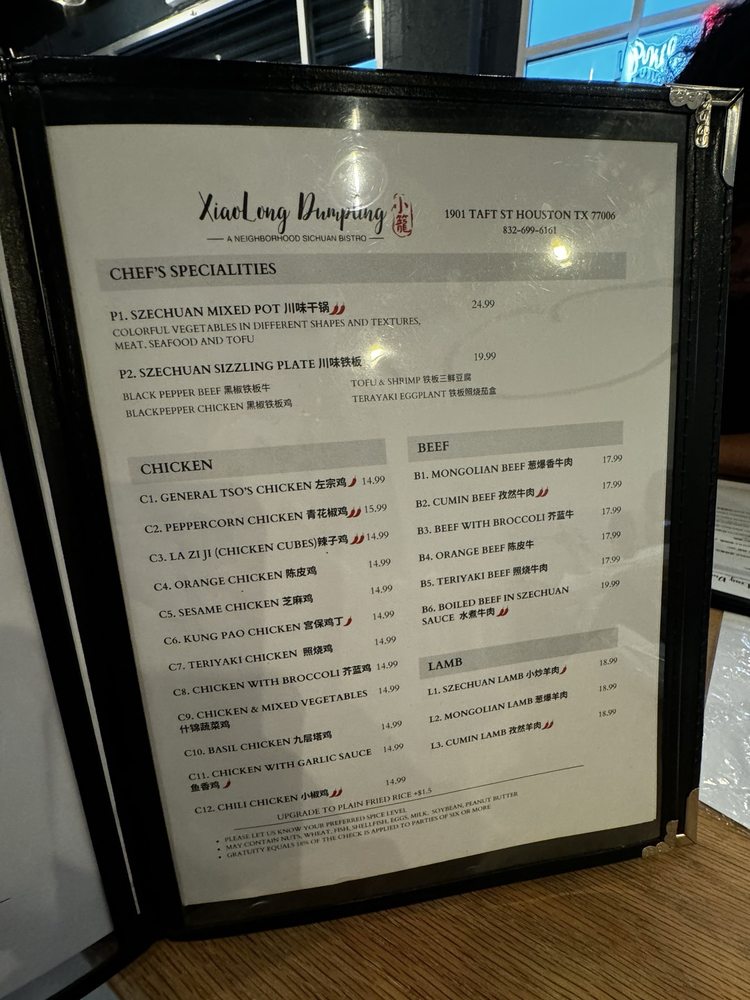 XiaoLong Dumpling 小籠
A NEIGHBORHOOD SICHUAN BISTRO
1901 TAFT ST HOUSTON TX 77006
832-699-6161
CHEF'S SPECIALITIES
P1. SZECHUAN MIXED POT 川味干锅 24.99
COLORFUL VEGETABLES IN DIFFERENT SHAPES AND TEXTURES,
MEAT, SEAFOOD AND TOFU
P2. SZECHUAN SIZZLING PLATE 川味铁板 19.99
BLACK PEPPER BEEF 黑椒铁板牛
BLACKPEPPER CHICKEN 黑椒铁板鸡
TOFU & SHRIMP 铁板三鲜豆腐
TERAYAKI EGGPLANT 铁板照烧茄盒
CHICKEN
C1. GENERAL TSO'S CHICKEN 左宗鸡 14.99
C2. PEPPERCORN CHICKEN 青花椒鸡 15.99
C3. LA ZI JI (CHICKEN CUBES)辣子鸡 14.99
C4. ORANGE CHICKEN 陈皮鸡 14.99
C5. SESAME CHICKEN 芝麻鸡 14.99
C6. KUNG PAO CHICKEN 宫保鸡丁 14.99
C7. TERIYAKI CHICKEN 照烧鸡 14.99
C8. CHICKEN WITH BROCCOLI 芥蓝鸡 14.99
C9. CHICKEN & MIXED VEGETABLES 14.99
什锦蔬菜鸡
C10. BASIL CHICKEN 九层塔鸡 14.99
C11. CHICKEN WITH GARLIC SAUCE 14.99
鱼香鸡
C12. CHILI CHICKEN 小椒鸡 14.99
BEEF
B1. MONGOLIAN BEEF 葱爆香牛肉 17.99
B2. CUMIN BEEF 孜然牛肉 17.99
B3. BEEF WITH BROCCOLI 芥蓝牛 17.99
B4. ORANGE BEEF 陈皮牛 17.99
B5. TERIYAKI BEEF 照烧牛肉 17.99
B6. BOILED BEEF IN SZECHUAN 19.99
SAUCE 水煮牛肉
LAMB
L1. SZECHUAN LAMB 小炒羊肉 18.99
L2. MONGOLIAN LAMB 葱爆羊肉 18.99
L3. CUMIN LAMB 孜然羊肉 18.99
UPGRADE TO PLAIN FRIED RICE +$1.5
• PLEASE LET US KNOW YOUR PREFERRED SPICE LEVEL
• MAY CONTAIN NUTS, WHEAT, FISH, SHELLFISH, EGGS, MILK, SOYBEAN, PEANUT BUTTER
• GRATUITY EQUALS 18% OF THE CHECK IS APPLIED TO PARTIES OF SIX OR MORE